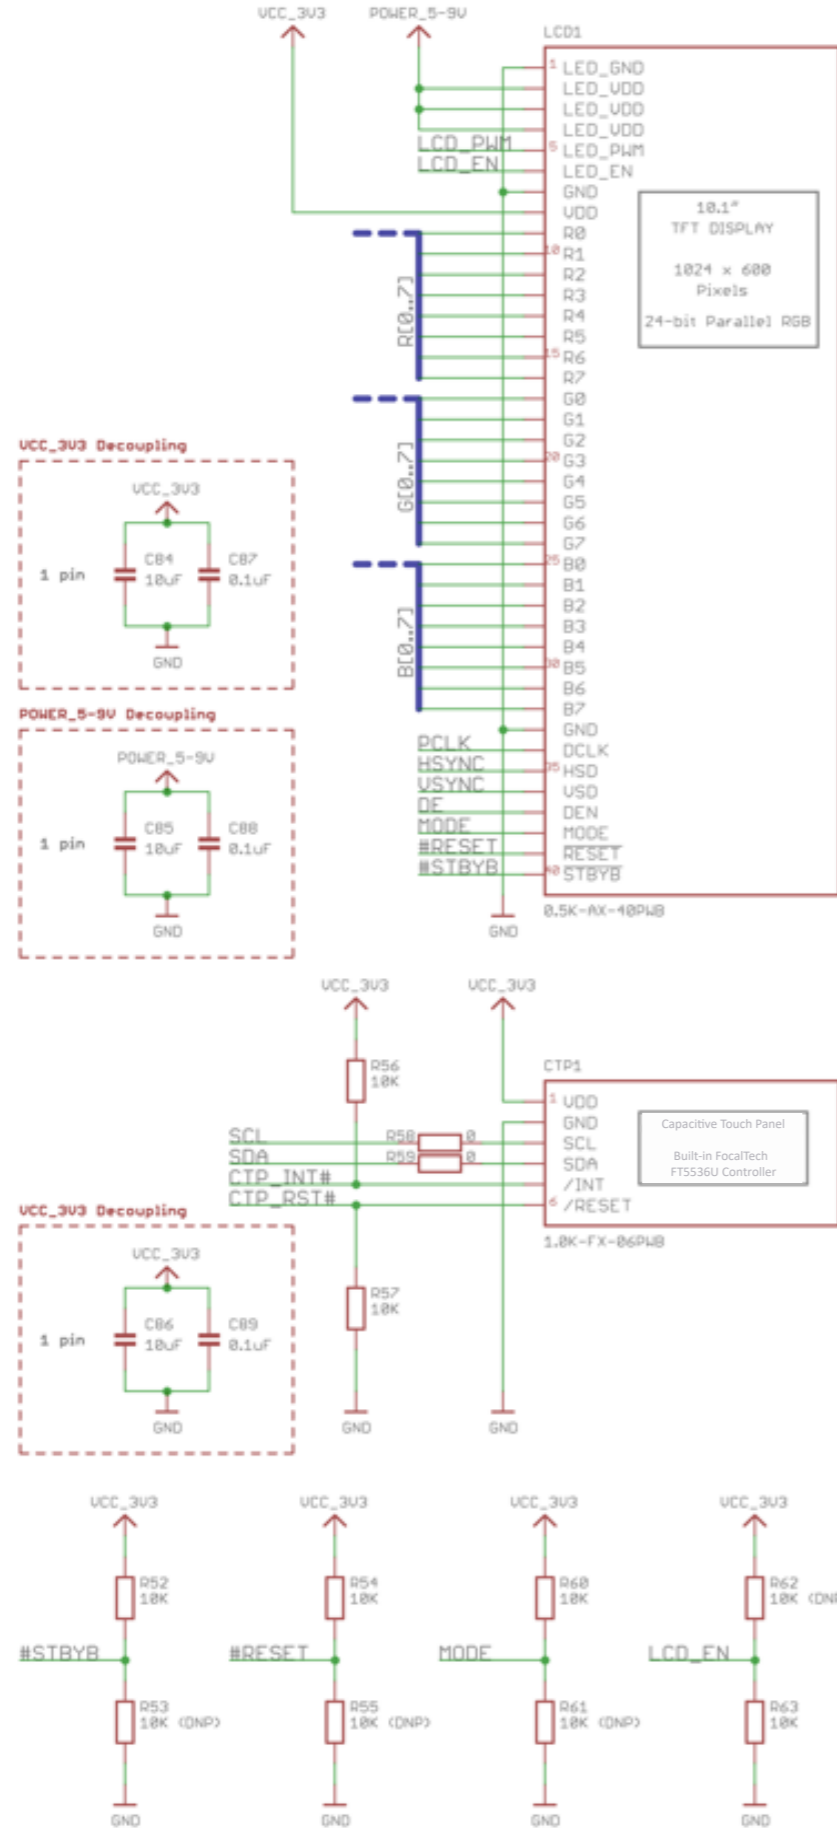 VCC_3V3
POWER_5-9V
LCD1
1 LED_GND
LED_VDD
LED_VDD
LED_VDD
LCD_PWM 5 LED_PWM
LCD_EN LED_EN
GND
VDD
10.1"
TFT DISPLAY
1024 x 600
Pixels
24-bit Parallel RGB
R[0..7]
R0
10 R1
R2
R3
R4
R5
15 R6
R7
G[0..7]
G0
G1
G2
20 G3
G4
G5
G6
G7
B[0..7]
25 B0
B1
B2
B3
B4
30 B5
B6
B7
GND
PCLK DCLK
HSYNC 35 HSD
VSYNC VSD
DE DEN
MODE MODE
#RESET RESET
#STBYB 40 STBYB
0.5K-AX-40PWB
GND
VCC_3V3 Decoupling
VCC_3V3
1 pin
C84
10uF
C87
0.1uF
GND
POWER_5-9V Decoupling
POWER_5-9V
1 pin
C85
10uF
C88
0.1uF
GND
VCC_3V3
VCC_3V3
R56
10K
CTP1
1 VDD
GND
SCL R58 0 SCL
SDA R59 0 SDA
CTP_INT# /INT
CTP_RST# 6 /RESET
Capacitive Touch Panel
Built-in FocalTech
FT5536U Controller
1.0K-FX-06PWB
R57
10K
GND
GND
VCC_3V3 Decoupling
VCC_3V3
1 pin
C86
10uF
C89
0.1uF
GND
VCC_3V3
R52
10K
#STBYB
R53
10K (DNP)
GND
VCC_3V3
R54
10K
#RESET
R55
10K (DNP)
GND
VCC_3V3
R60
10K
MODE
R61
10K (DNP)
GND
VCC_3V3
R62
10K (DNP
LCD_EN
R63
10K
GND